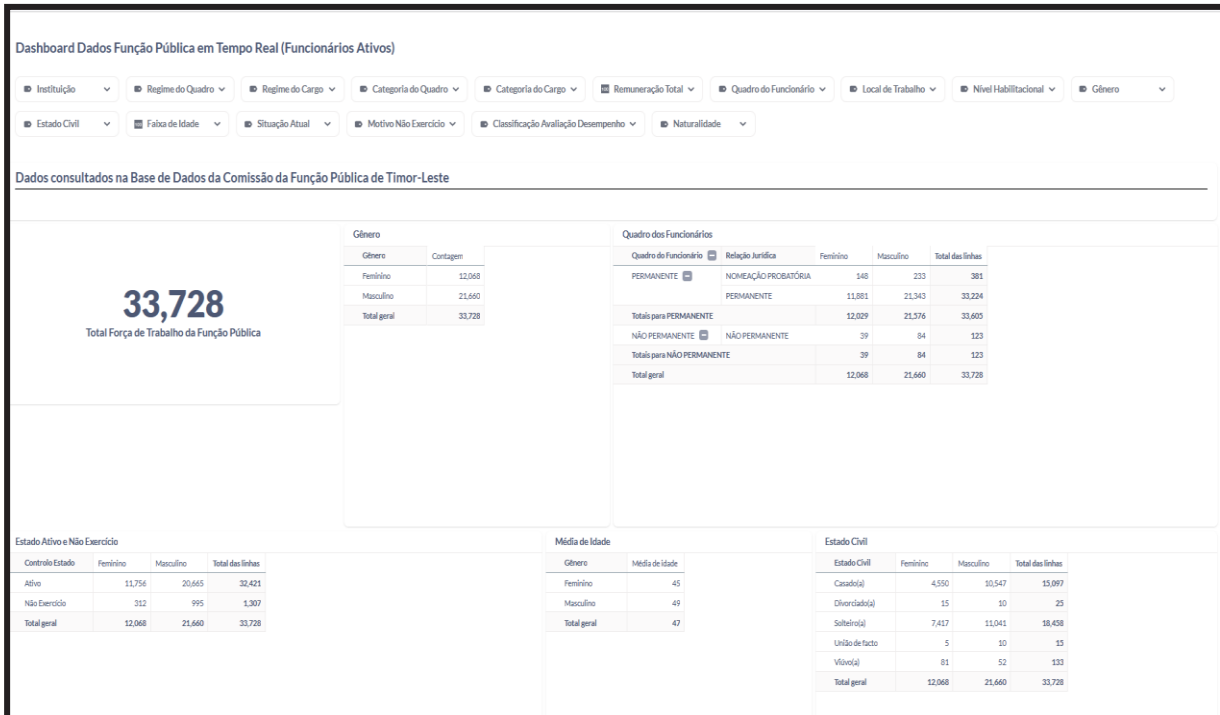 Dashboard Dados Função Pública em Tempo Real (Funcionários Ativos)
Instituição Regime do Quadro Regime do Cargo Categoria do Quadro Categoria do Cargo Remuneração Total Quadro do Funcionário Local de Trabalho Nível Habilitacional Gênero
Estado Civil Faixa de Idade Situação Atual Motivo Não Exercício Classificação Avaliação Desempenho Naturalidade
Dados consultados na Base de Dados da Comissão da Função Pública de Timor-Leste
33,728
Total Força de Trabalho da Função Pública
Gênero
Gênero Contagem
Feminino 12,068
Masculino 21,660
Total geral 33,728
Quadro dos Funcionários
Quadro do Funcionário Relação Jurídica Feminino Masculino Total das linhas
PERMANENTE NOMEAÇÃO PROBATÓRIA 148 233 381
PERMANENTE 11,881 21,343 33,224
Totais para PERMANENTE 12,029 21,576 33,605
NÃO PERMANENTE NÃO PERMANENTE 39 84 123
Totais para NÃO PERMANENTE 39 84 123
Total geral 12,068 21,660 33,728
Estado Ativo e Não Exercício
Controlo Estado Feminino Masculino Total das linhas
Ativo 11,756 20,665 32,421
Não Exercício 312 995 1,307
Total geral 12,068 21,660 33,728
Média de Idade
Gênero Média de idade
Feminino 45
Masculino 49
Total geral 47
Estado Civil
Estado Civil Feminino Masculino Total das linhas
Casado(a) 4,550 10,547 15,097
Divorciado(a) 15 10 25
Solteiro(a) 7,417 11,041 18,458
União de facto 5 10 15
Viúvo(a) 81 52 133
Total geral 12,068 21,660 33,728